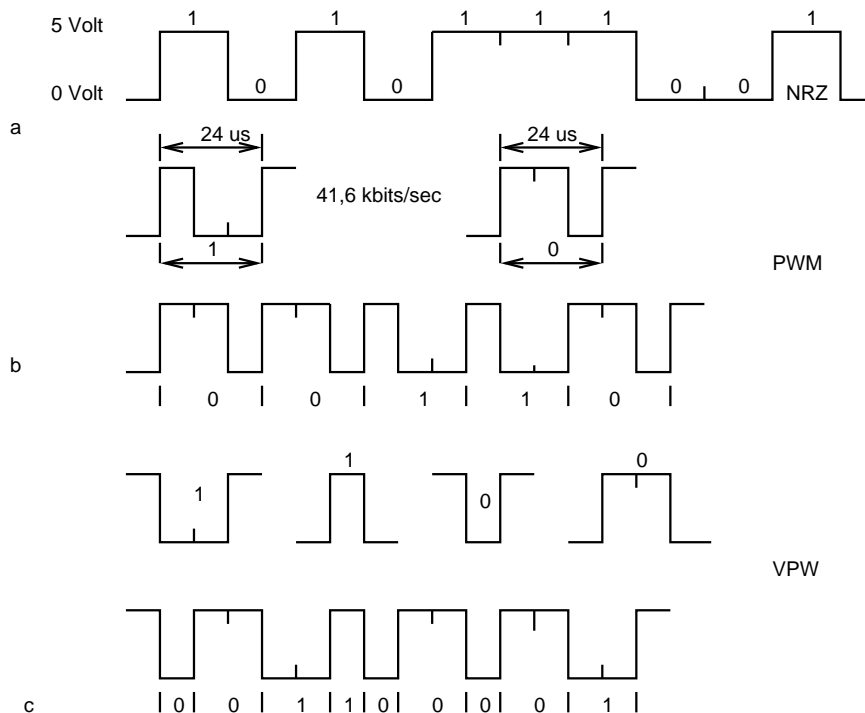 1 1 1 1 1 1
5 Volt
0 Volt 0 0 0 0 NRZ
a
24 us 24 us
41,6 kbits/sec
1 0
PWM
b
0 0 1 1 0
1 0
1 0
VPW
c 0 0 1 1 0 0 0 0 1